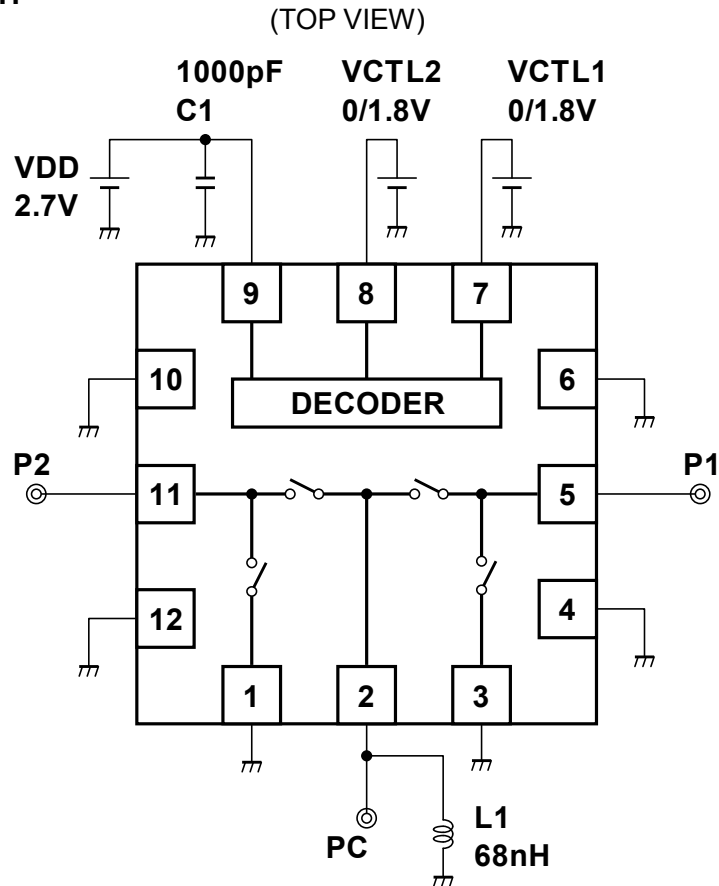 (TOP VIEW)
1000pF
C1
VCTL2
0/1.8V
VCTL1
0/1.8V
VDD
2.7V
9
8
7
10
6
DECODER
P2
11
5
P1
12
4
1
2
3
PC
L1
68nH